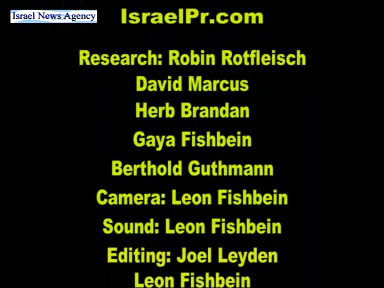 Israel News Agency
IsraelPr.com
Research: Robin Rotfleisch
David Marcus
Herb Brandan
Gaya Fishbein
Berthold Guthmann
Camera: Leon Fishbein
Sound: Leon Fishbein
Editing: Joel Leyden
Leon Fishbein